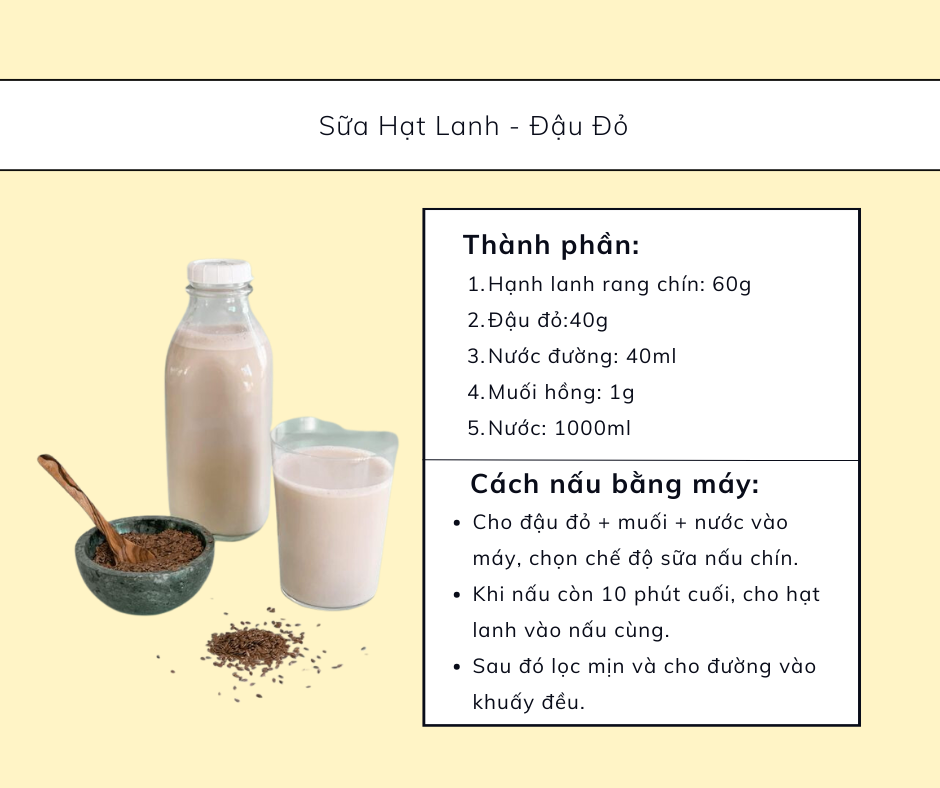 Sữa Hạt Lanh - Đậu Đỏ
Thành phần:
1.Hạnh lanh rang chín: 60g
2.Đậu đỏ:40g
3.Nước đường: 40ml
4.Muối hồng: 1g
5.Nước: 1000ml
Cách nấu bằng máy:
• Cho đậu đỏ + muối + nước vào
máy, chọn chế độ sữa nấu chín.
• Khi nấu còn 10 phút cuối, cho hạt
lanh vào nấu cùng.
• Sau đó lọc mịn và cho đường vào
khuấy đều.